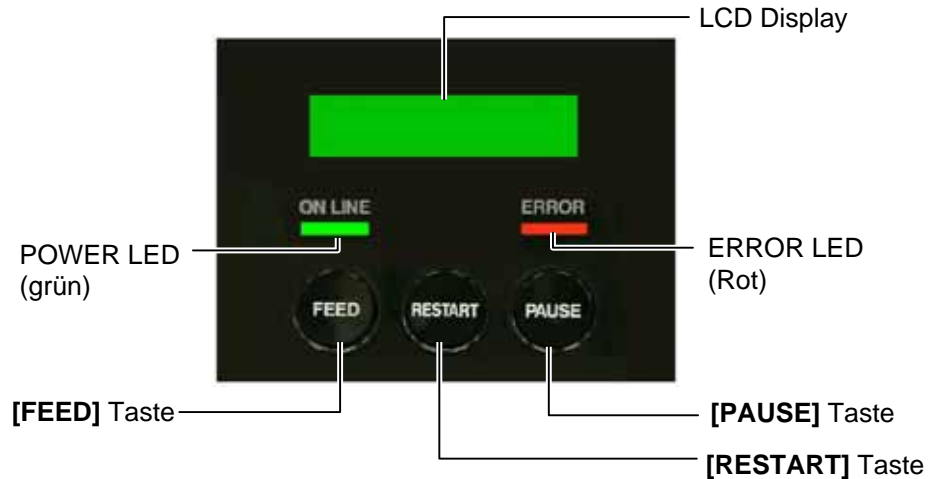 LCD Display
ON LINE
ERROR
POWER LED
(grün)
ERROR LED
(Rot)
FEED
RESTART
PAUSE
[FEED] Taste
[PAUSE] Taste
[RESTART] Taste